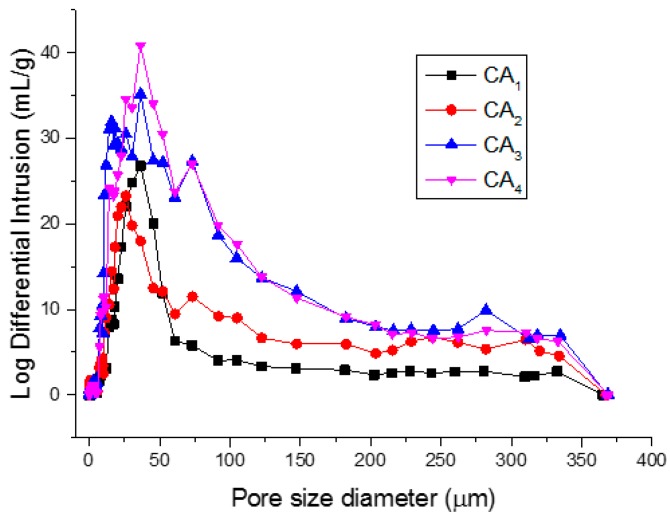 Log Differential Intrusion (mL/g)
40
30
20
10
0
CA₁
CA₂
CA₃
CA₄
0 50 100 150 200 250 300 350 400
Pore size diameter (μm)